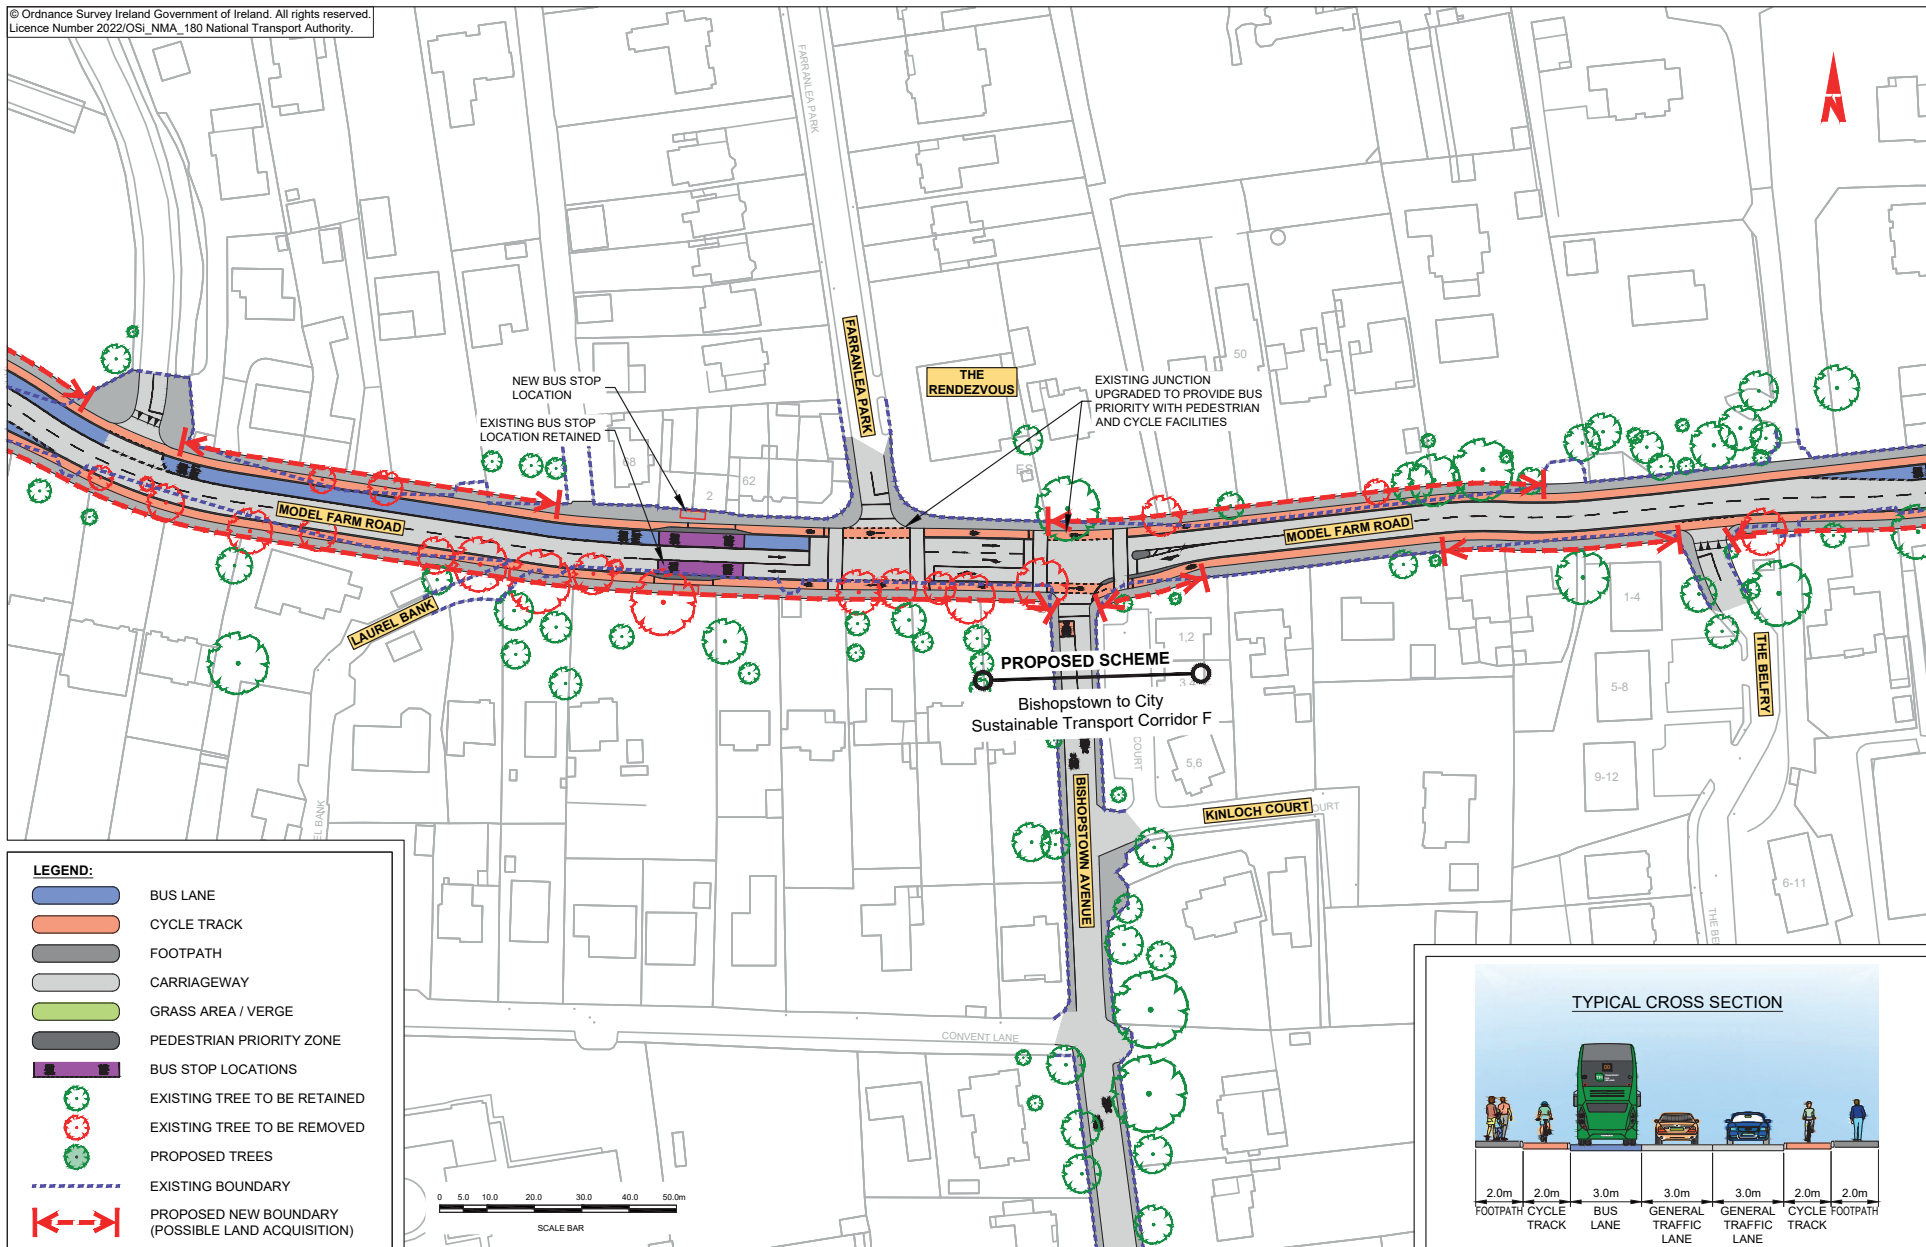 © Ordnance Survey Ireland Government of Ireland. All rights reserved.
Licence Number 2022/OSi_NMA_180 National Transport Authority.
FARRANLEA PARK
N
FARRANLEA PARK
THE
RENDEZVOUS
50
NEW BUS STOP
LOCATION
EXISTING BUS STOP
LOCATION RETAINED
EXISTING JUNCTION
UPGRADED TO PROVIDE BUS
PRIORITY WITH PEDESTRIAN
AND CYCLE FACILITIES
68
2
62
ES
MODEL FARM ROAD
MODEL FARM ROAD
LAUREL BANK
1-4
1,2
PROPOSED SCHEME
Bishopstown to City
Sustainable Transport Corridor F
5-8
THE BELFRY
COURT
5,6
9-12
BISHOPSTOWN AVENUE
KINLOCH COURT
OURT
EL BANK
6-11
THE BE
CONVENT LANE
LEGEND:
BUS LANE
CYCLE TRACK
FOOTPATH
CARRIAGEWAY
GRASS AREA / VERGE
PEDESTRIAN PRIORITY ZONE
BUS STOP LOCATIONS
EXISTING TREE TO BE RETAINED
EXISTING TREE TO BE REMOVED
PROPOSED TREES
EXISTING BOUNDARY
PROPOSED NEW BOUNDARY
(POSSIBLE LAND ACQUISITION)
0 5.0 10.0 20.0 30.0 40.0 50.0m
SCALE BAR
TYPICAL CROSS SECTION
2.0m 2.0m 3.0m 3.0m 3.0m 2.0m 2.0m
FOOTPATH CYCLE BUS GENERAL GENERAL CYCLE FOOTPATH
TRACK LANE TRAFFIC TRAFFIC TRACK
LANE LANE